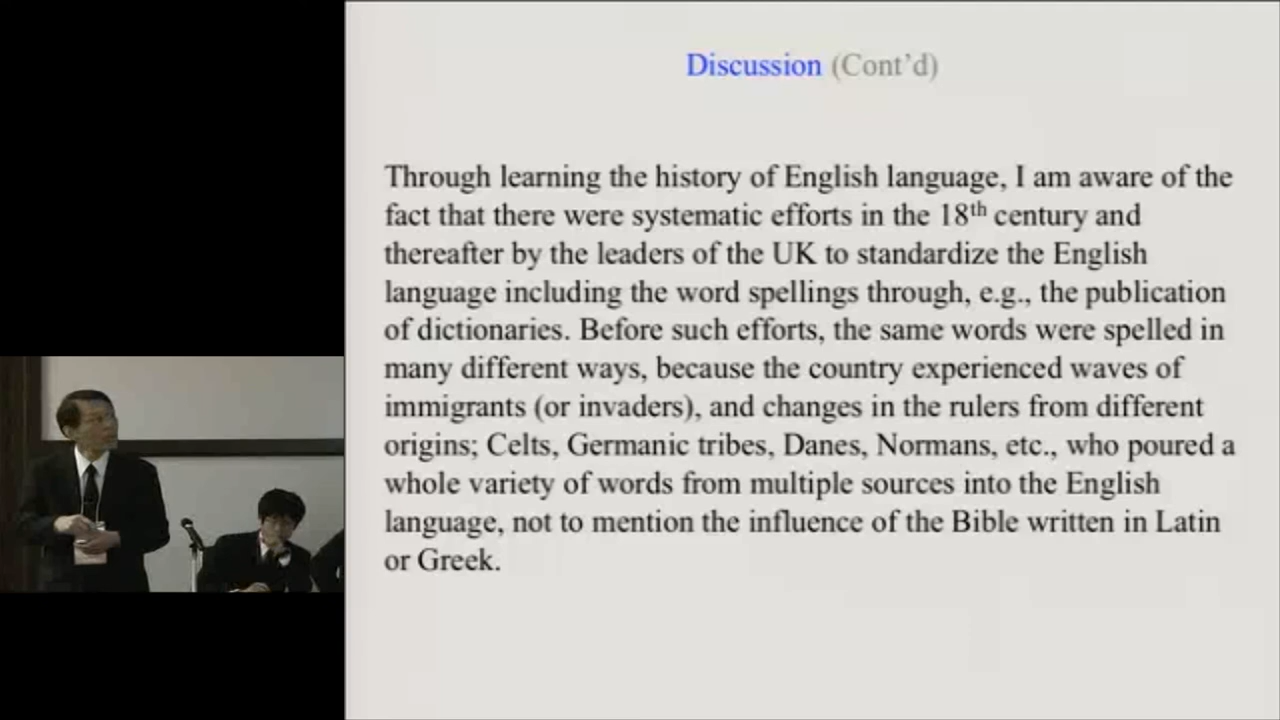 Discussion (Cont’d)
Through learning the history of English language, I am aware of the
fact that there were systematic efforts in the 18th century and
thereafter by the leaders of the UK to standardize the English
language including the word spellings through, e.g., the publication
of dictionaries. Before such efforts, the same words were spelled in
many different ways, because the country experienced waves of
immigrants (or invaders), and changes in the rulers from different
origins; Celts, Germanic tribes, Danes, Normans, etc., who poured a
whole variety of words from multiple sources into the English
language, not to mention the influence of the Bible written in Latin
or Greek.